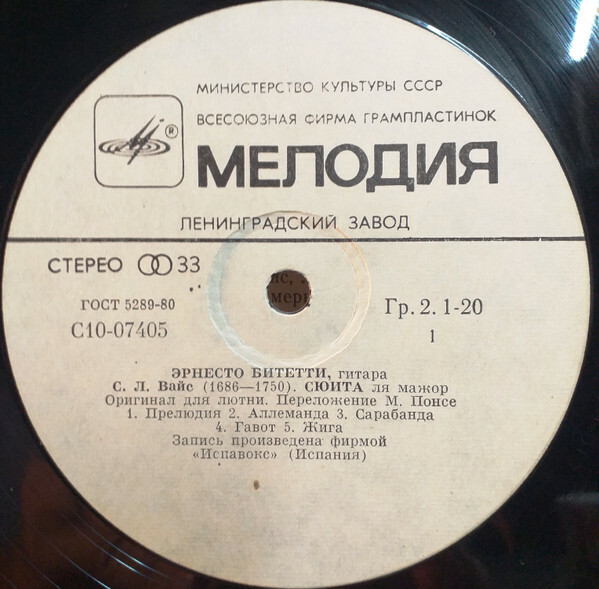 МИНИСТЕРСТВО КУЛЬТУРЫ СССР
ВСЕСОЮЗНАЯ ФИРМА ГРАМПЛАСТИНОК
®
МЕЛОДИЯ
ЛЕНИНГРАДСКИЙ ЗАВОД
СТЕРЕО 33
ГОСТ 5289-80
С10-07405
Гр. 2. 1-20
1
ЭРНЕСТО БИТЕТТИ, гитара
С. Л. Вайс (1686—1750). СЮИТА ля мажор
Оригинал для лютни. Переложение М. Понсе
1. Прелюдия 2. Аллеманда 3. Сарабанда
4. Гавот 5. Жига
Запись произведена фирмой
«Испавокс» (Испания)